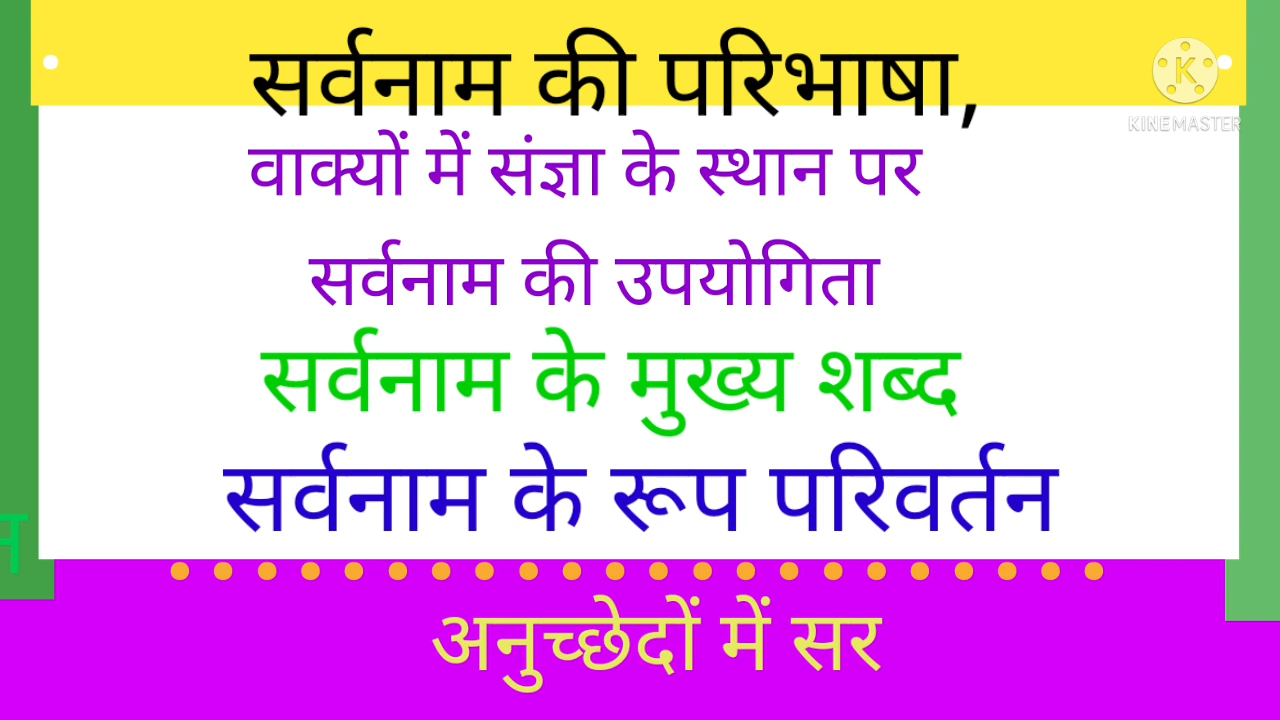 सर्वनाम की परिभाषा,
K
KINEMASTER
वाक्यों में संज्ञा के स्थान पर
सर्वनाम की उपयोगिता
सर्वनाम के मुख्य शब्द
सर्वनाम के रूप परिवर्तन
न
अनुच्छेदों में सर